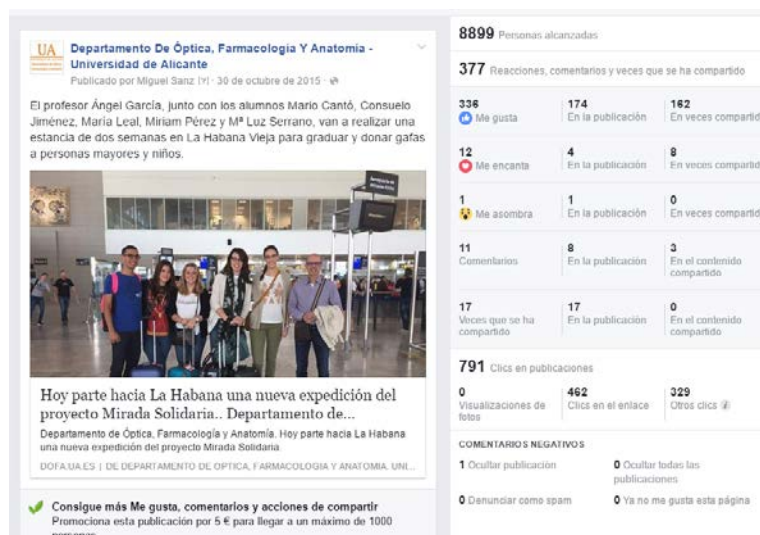 UA
Departamento De Óptica, Farmacología Y Anatomía -
Universidad de Alicante
Publicado por Miguel Sanz [?] · 30 de octubre de 2015 ·
El profesor Ángel García, junto con los alumnos Mario Cantó, Consuelo
Jiménez, María Leal, Miriam Pérez y Mª Luz Serrano, van a realizar una
estancia de dos semanas en La Habana Vieja para graduar y donar gafas
a personas mayores y niños.
Hoy parte hacia La Habana una nueva expedición del
proyecto Mirada Solidaria.. Departamento de...
Departamento de Óptica, Farmacología y Anatomía. Hoy parte hacia La Habana
una nueva expedición del proyecto Mirada Solidaria.
DOFA.UA.ES | DE DEPARTAMENTO DE OPTICA, FARMACOLOGIA Y ANATOMIA. UNI...
Consigue más Me gusta, comentarios y acciones de compartir
Promociona esta publicación por 5 € para llegar a un máximo de 1000
personas
8899 Personas alcanzadas
377 Reacciones, comentarios y veces que se ha compartido
336 174 162
Me gusta En la publicación En veces compartid
12 4 8
Me encanta En la publicación En veces compartid
1 1 0
Me asombra En la publicación En veces compartid
11 8 3
Comentarios En la publicación En el contenido
compartido
17 17 0
Veces que se ha En la publicación En el contenido
compartido compartido
791 Clics en publicaciones
0 462 329
Visualizaciones de Clics en el enlace Otros clics
fotos
COMENTARIOS NEGATIVOS
1 Ocultar publicación 0 Ocultar todas las
publicaciones
0 Denunciar como spam 0 Ya no me gusta esta página